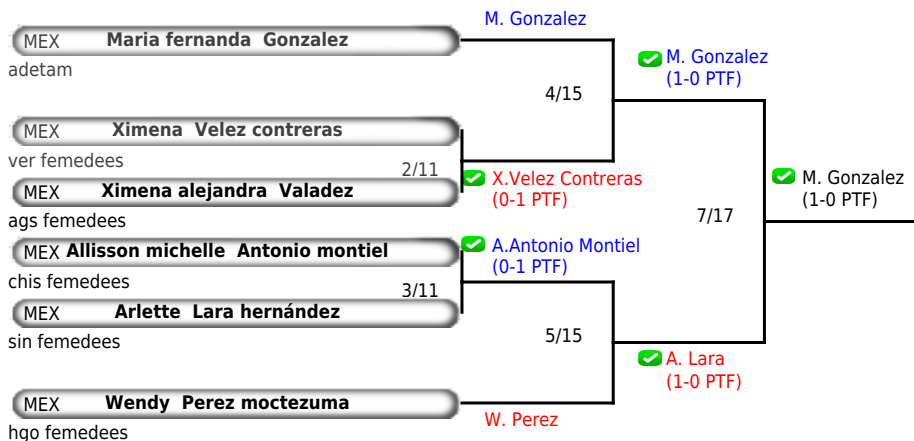 M. Gonzalez
MEX Maria fernanda Gonzalez
adetam
M. Gonzalez
(1-0 PTF)
4/15
MEX Ximena Velez contreras
ver femedees
2/11
X.Velez Contreras
(0-1 PTF)
MEX Ximena alejandra Valadez
ags femedees
M. Gonzalez
(1-0 PTF)
7/17
MEX Allisson michelle Antonio montiel
chis femedees
A.Antonio Montiel
(0-1 PTF)
3/11
MEX Arlette Lara hernández
sin femedees
5/15
A. Lara
(1-0 PTF)
MEX Wendy Perez moctezuma
hgo femedees
W. Perez